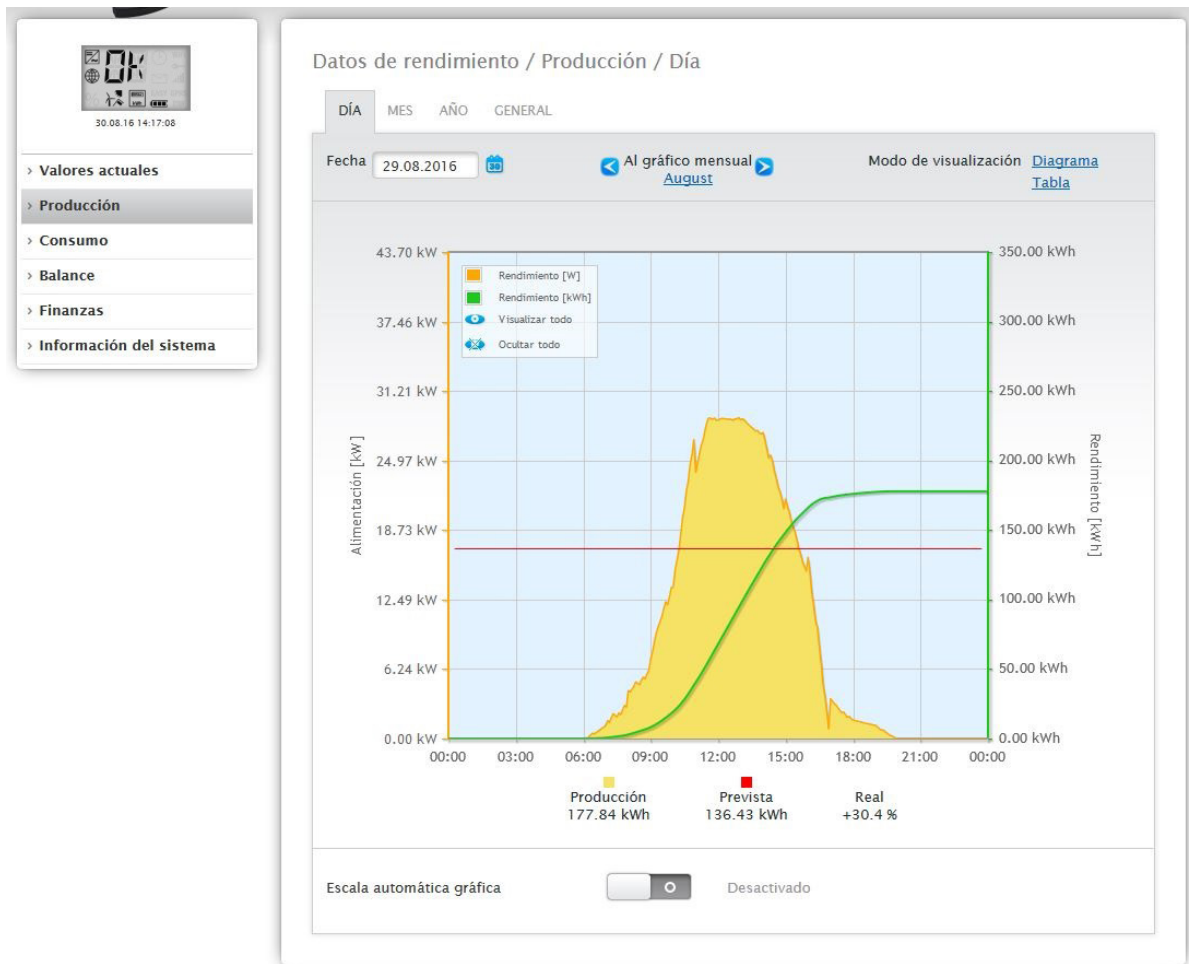 OK
30.08.16 14:17:08
Valores actuales
Producción
Consumo
Balance
Finanzas
Información del sistema
Datos de rendimiento / Producción / Día
DÍA MES AÑO GENERAL
Fecha 29.08.2016 30 Al gráfico mensual Modo de visualización Diagrama
August Tabla
43.70 kW 350.00 kWh
Rendimiento [W]
Rendimiento [kWh]
Visualizar todo
Ocultar todo
37.46 kW 300.00 kWh
31.21 kW 250.00 kWh
24.97 kW 200.00 kWh
18.73 kW 150.00 kWh
12.49 kW 100.00 kWh
6.24 kW 50.00 kWh
0.00 kW 0.00 kWh
Alimentación [kW]
Rendimiento [kWh]
00:00 03:00 06:00 09:00 12:00 15:00 18:00 21:00 00:00
Producción Prevista Real
177.84 kWh 136.43 kWh +30.4 %
Escala automática gráfica Desactivado